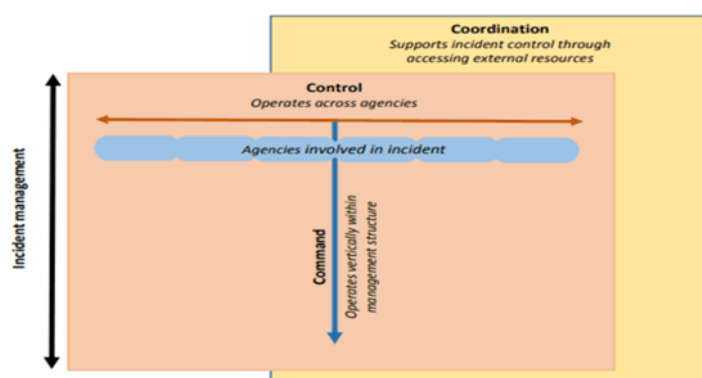 Coordination
Supports incident control through
accessing external resources
Control
Operates across agencies
Agencies involved in incident
Incident management
Command
Operates vertically within
management structure